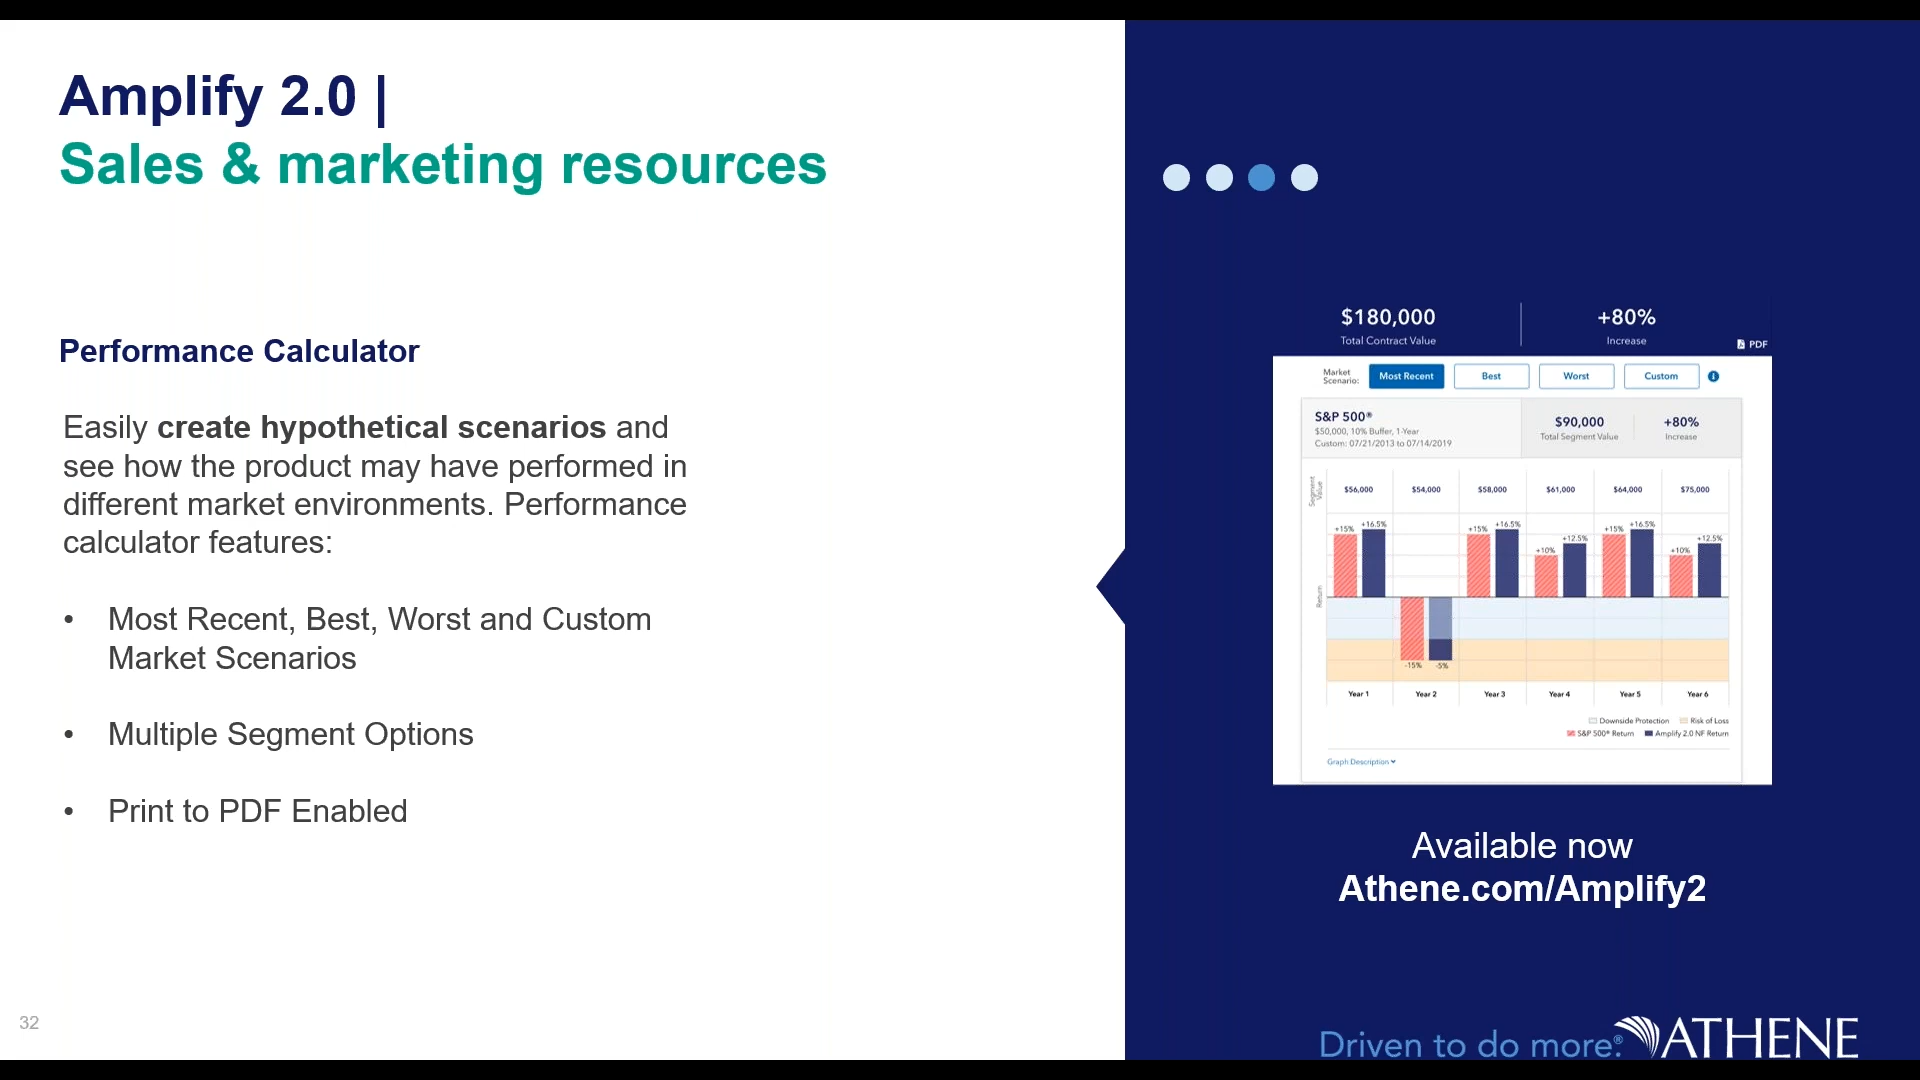 Amplify 2.0 |
Sales & marketing resources
Performance Calculator
Easily create hypothetical scenarios and
see how the product may have performed in
different market environments. Performance
calculator features:
• Most Recent, Best, Worst and Custom
Market Scenarios
• Multiple Segment Options
• Print to PDF Enabled
32
$180,000
Total Contract Value
+80%
Increase
PDF
Market
Scenario:
Most Recent
Best
Worst
Custom
S&P 500®
$50,000, 10% Buffer, 1-Year
Custom: 07/21/2013 to 07/14/2019
$90,000
Total Segment Value
+80%
Increase
Segment
Value
$56,000 $54,000 $58,000 $61,000 $64,000 $75,000
Return
+15% +16.5% -15% -5% +15% +16.5% +10% +12.5% +15% +16.5% +10% +12.5%
Year 1 Year 2 Year 3 Year 4 Year 5 Year 6
Downside Protection Risk of Loss
S&P 500® Return Amplify 2.0 NF Return
Graph Description
Available now
Athene.com/Amplify2
Driven to do more.® ATHENE